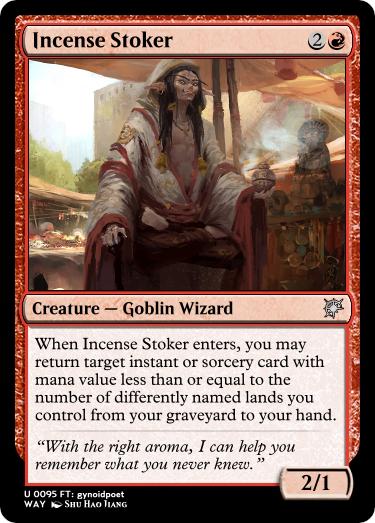 Incense Stoker 2
Creature — Goblin Wizard
When Incense Stoker enters, you may
return target instant or sorcery card with
mana value less than or equal to the
number of differently named lands you
control from your graveyard to your hand.
“With the right aroma, I can help you
remember what you never knew.”
2/1
U 0095 FT: gynoidpoet
WAY Shu Hao Jiang